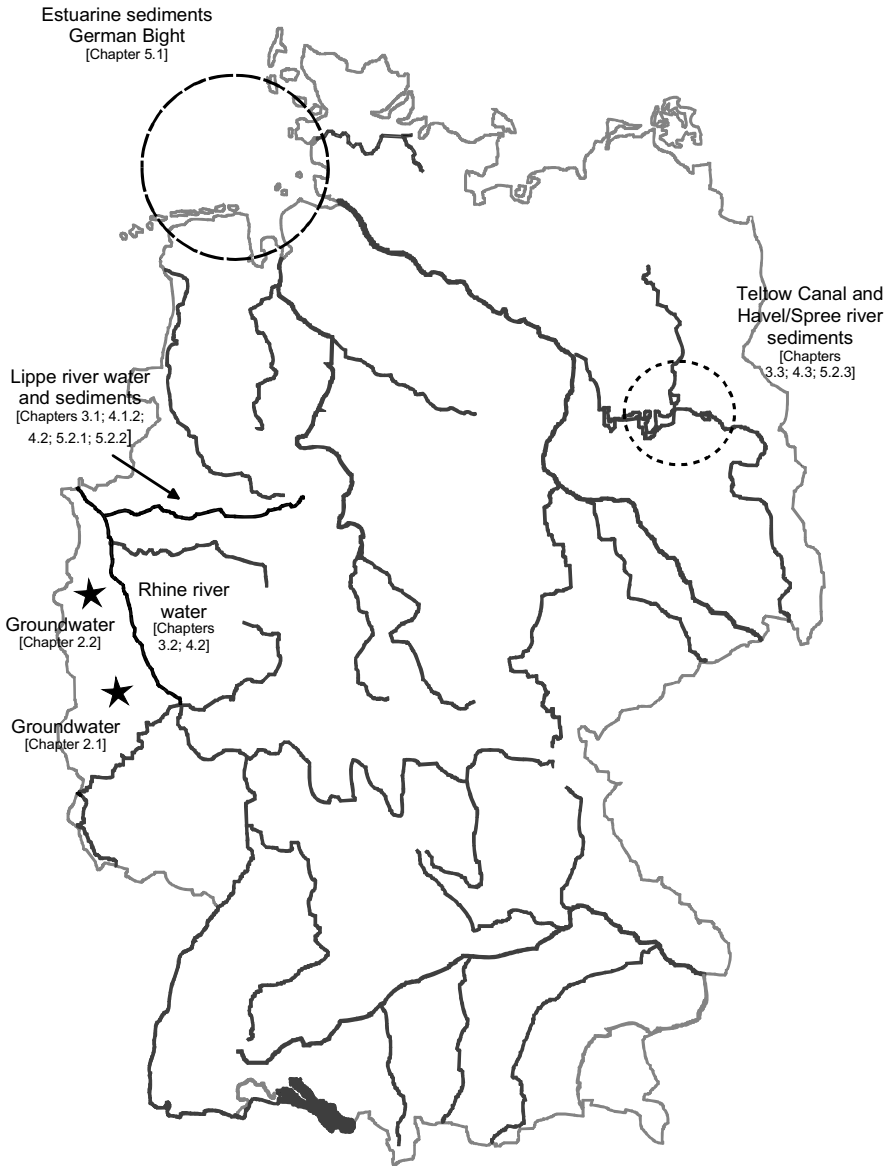 Estuarine sediments
German Bight
[Chapter 5.1]
Teltow Canal and
Havel/Spree river
sediments
[Chapters
3.3; 4.3; 5.2.3]
Lippe river water
and sediments
[Chapters 3.1; 4.1.2;
4.2; 5.2.1; 5.2.2]
Rhine river
water
[Chapters
3.2; 4.2]
Groundwater
[Chapter 2.2]
Groundwater
[Chapter 2.1]